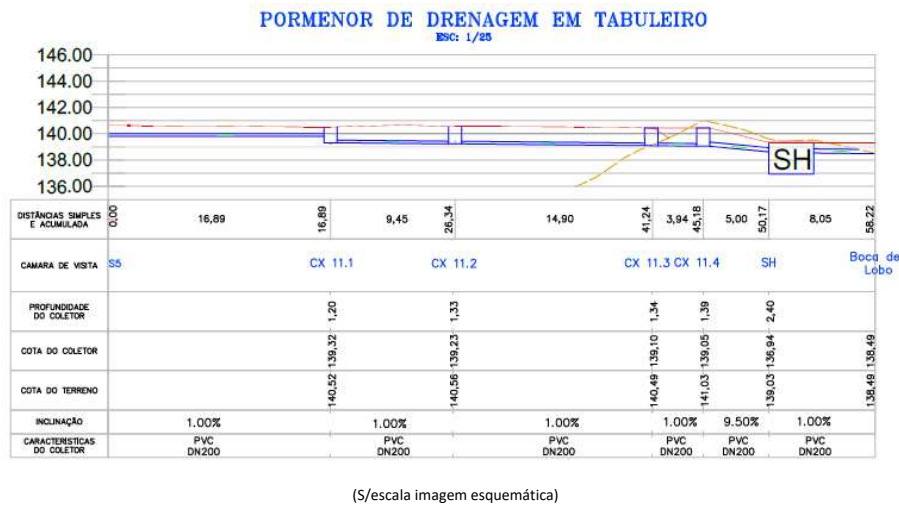 PORMENOR DE DRENAGEM EM TABULEIRO
ESC: 1/25
146.00
144.00
142.00
140.00
138.00
136.00
SH
DISTÂNCIAS SIMPLES
E ACUMULADA
0,00 16,89 16,89 9,45 26,34 14,90 41,24 3,94 45,18 5,00 50,17 8,05 58.22
CAMARA DE VISITA S5 CX 11.1 CX 11.2 CX 11.3 CX 11.4 SH Boca de
Lobo
PROFUNDIDADE
DO COLETOR
1,20 1,33 1,34 1,39 2,40
COTA DO COLETOR 139,32 139,23 139,10 139,05 136,94 138,49
COTA DO TERRENO 140,52 140,56 140,49 141,03 139,03 138,49
INCLINAÇÃO 1.00% 1.00% 1.00% 1.00% 9.50% 1.00%
CARACTERISTICAS
DO COLETOR
PVC PVC PVC PVC PVC PVC
DN200 DN200 DN200 DN200 DN200 DN200
(S/escala imagem esquemática)